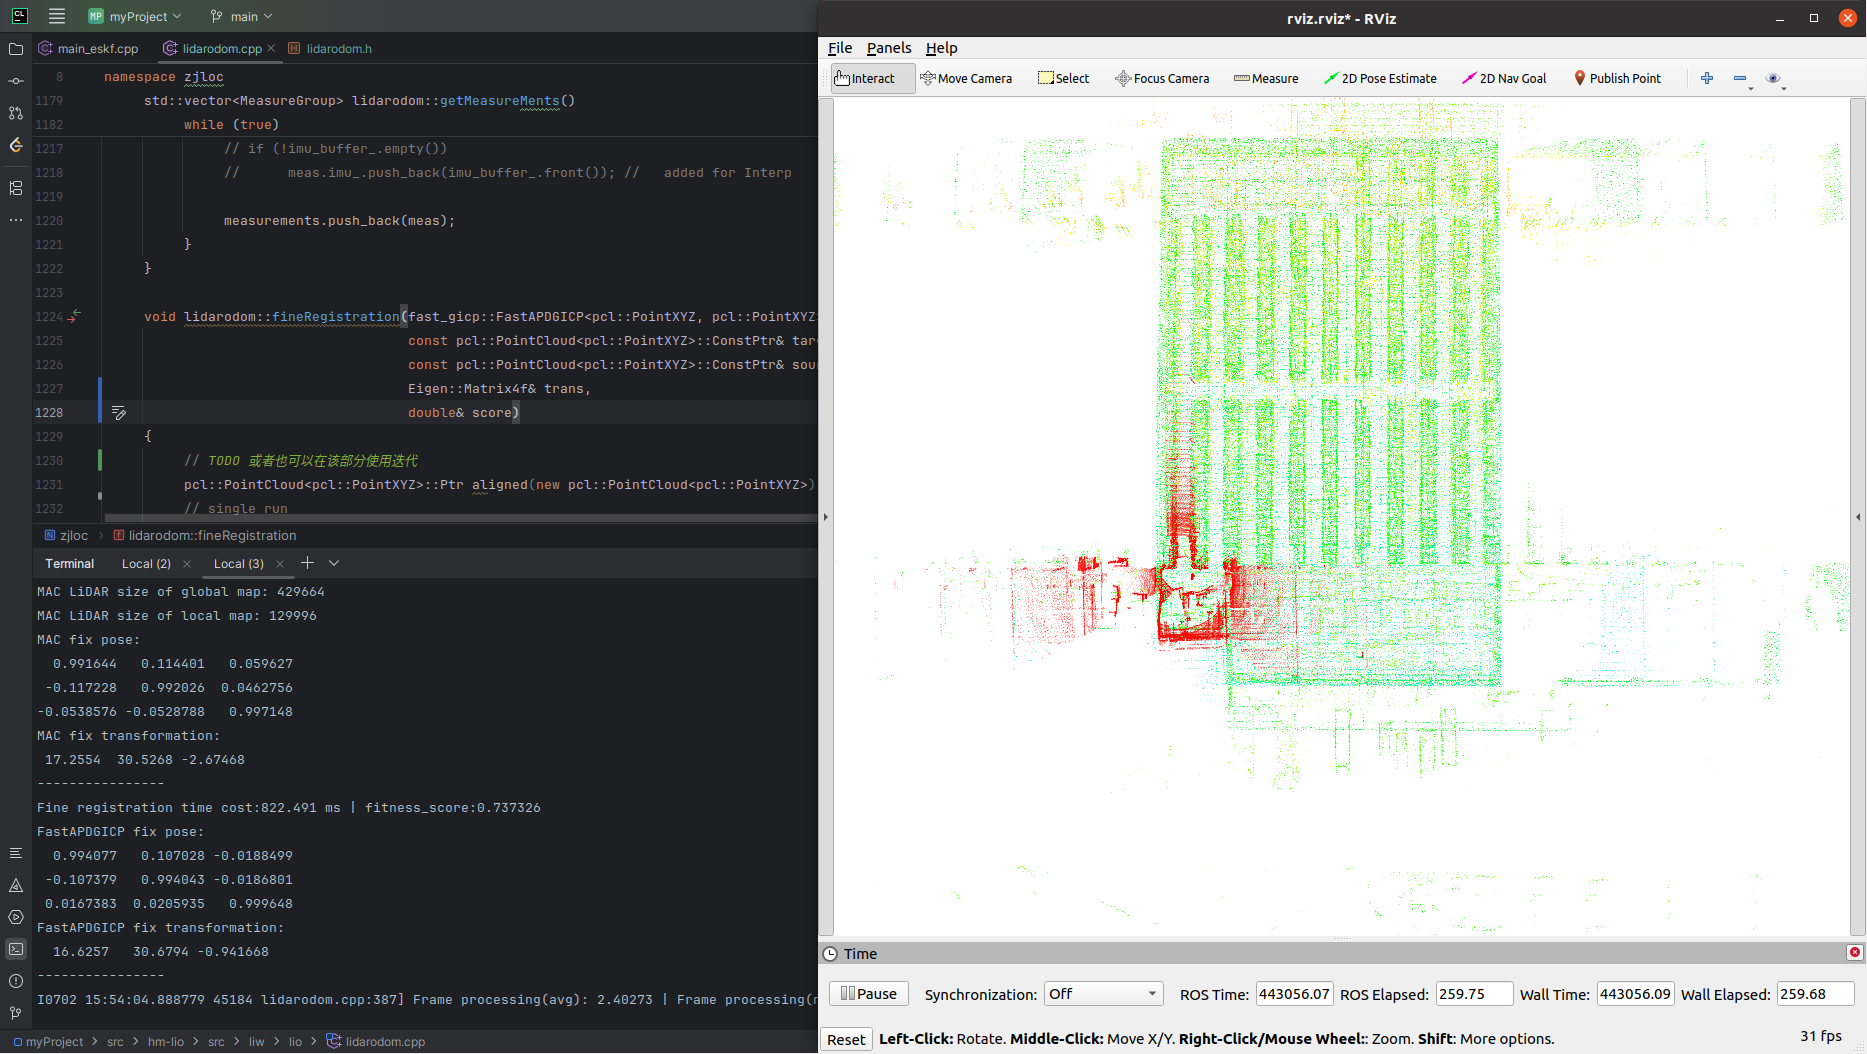 CL
MP myProject
main
main_eskf.cpp
lidarodom.cpp
lidarodom.h
8 namespace zjloc
1179 std::vector<MeasureGroup> lidarodom::getMeasureMents()
1182 while (true)
1217 // if (!imu_buffer_.empty())
1218 // meas.imu_.push_back(imu_buffer_.front()); // added for Interp
1219
1220 measurements.push_back(meas);
1221 }
1222 }
1223
1224 void lidarodom::fineRegistration(fast_gicp::FastAPDGICP<pcl::PointXYZ, pcl::PointXYZ>
1225 const pcl::PointCloud<pcl::PointXYZ>::ConstPtr& tar
1226 const pcl::PointCloud<pcl::PointXYZ>::ConstPtr& sou
1227 Eigen::Matrix4f& trans,
1228 double& score)
1229 {
1230 // TODO 或者也可以在该部分使用迭代
1231 pcl::PointCloud<pcl::PointXYZ>::Ptr aligned(new pcl::PointCloud<pcl::PointXYZ>)
1232 // single run
zjloc > lidarodom::fineRegistration
Terminal Local (2) Local (3)
MAC LiDAR size of global map: 429664
MAC LiDAR size of local map: 129996
MAC fix pose:
0.991644 0.114401 0.059627
-0.117228 0.992026 0.0462756
-0.0538576 -0.0528788 0.997148
MAC fix transformation:
17.2554 30.5268 -2.67468
----------------
Fine registration time cost:822.491 ms | fitness_score:0.737326
FastAPDGICP fix pose:
0.994077 0.107028 -0.0188499
-0.107379 0.994043 -0.0186801
0.0167383 0.0205935 0.999648
FastAPDGICP fix transformation:
16.6257 30.6794 -0.941668
----------------
I0702 15:54:04.888779 45184 lidarodom.cpp:387] Frame processing(avg): 2.40273 | Frame processing(
myProject > src > hm-lio > src > liw > lio > lidarodom.cpp
rviz.rviz* - RViz
File Panels Help
Interact Move Camera Select Focus Camera Measure 2D Pose Estimate 2D Nav Goal Publish Point
Time
Pause Synchronization: Off ROS Time: 443056.07 ROS Elapsed: 259.75 Wall Time: 443056.09 Wall Elapsed: 259.68
Reset Left-Click: Rotate. Middle-Click: Move X/Y. Right-Click/Mouse Wheel:: Zoom. Shift: More options. 31 fps